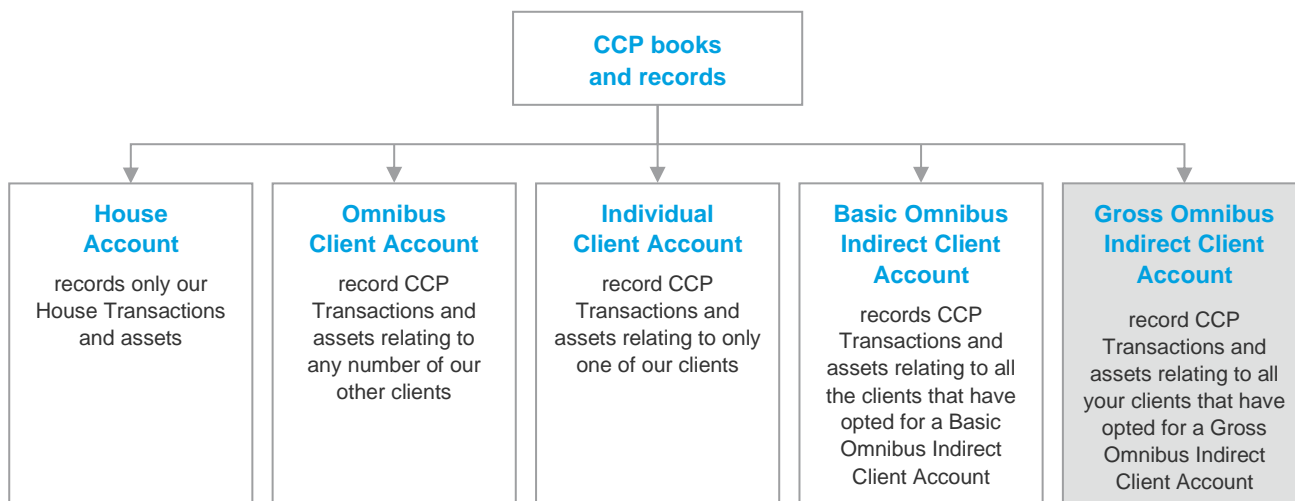 CCP books
and records
House
Account
records only our
House Transactions
and assets
Omnibus
Client Account
record CCP
Transactions and
assets relating to
any number of our
other clients
Individual
Client Account
record CCP
Transactions and
assets relating to only
one of our clients
Basic Omnibus
Indirect Client
Account
records CCP
Transactions and
assets relating to all
the clients that have
opted for a Basic
Omnibus Indirect
Client Account
Gross Omnibus
Indirect Client
Account
record CCP
Transactions and
assets relating to all
your clients that have
opted for a Gross
Omnibus Indirect
Client Account